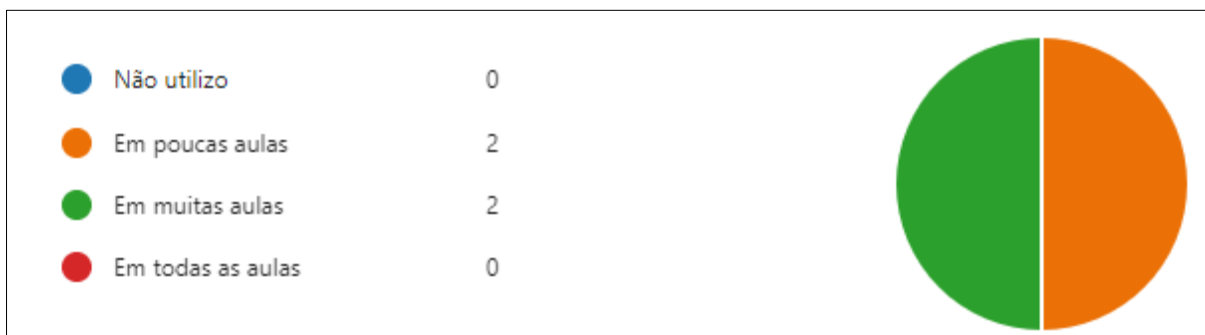 Não utilizo 0
Em poucas aulas 2
Em muitas aulas 2
Em todas as aulas 0